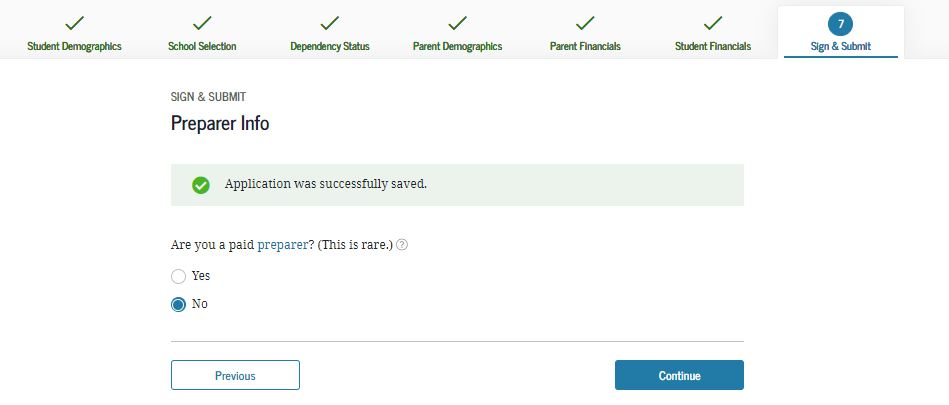 Student Demographics
School Selection
Dependency Status
Parent Demographics
Parent Financials
Student Financials
7
Sign & Submit
SIGN & SUBMIT
Preparer Info
Application was successfully saved.
Are you a paid preparer? (This is rare.) ?
Yes
No
Previous
Continue